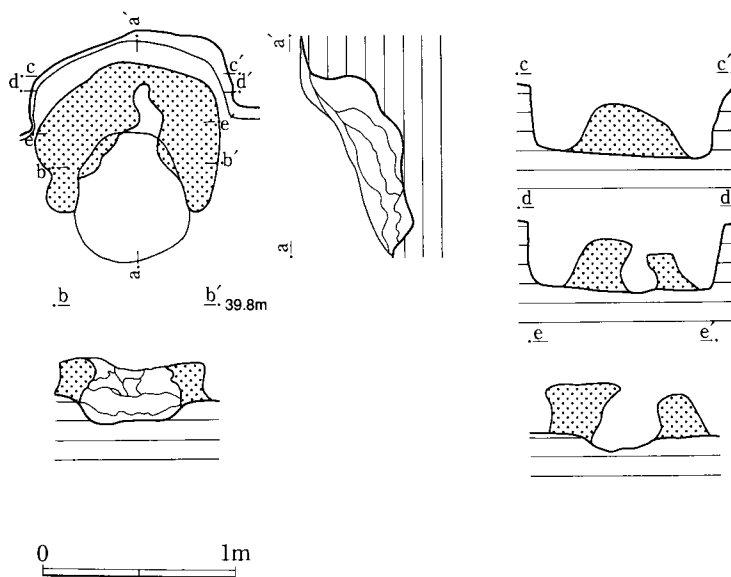 a′
c c′
d d′
e e
b b′
a
a′
a
.c c′
.d d
.e e′.
.b b′. 39.8m
0 1m